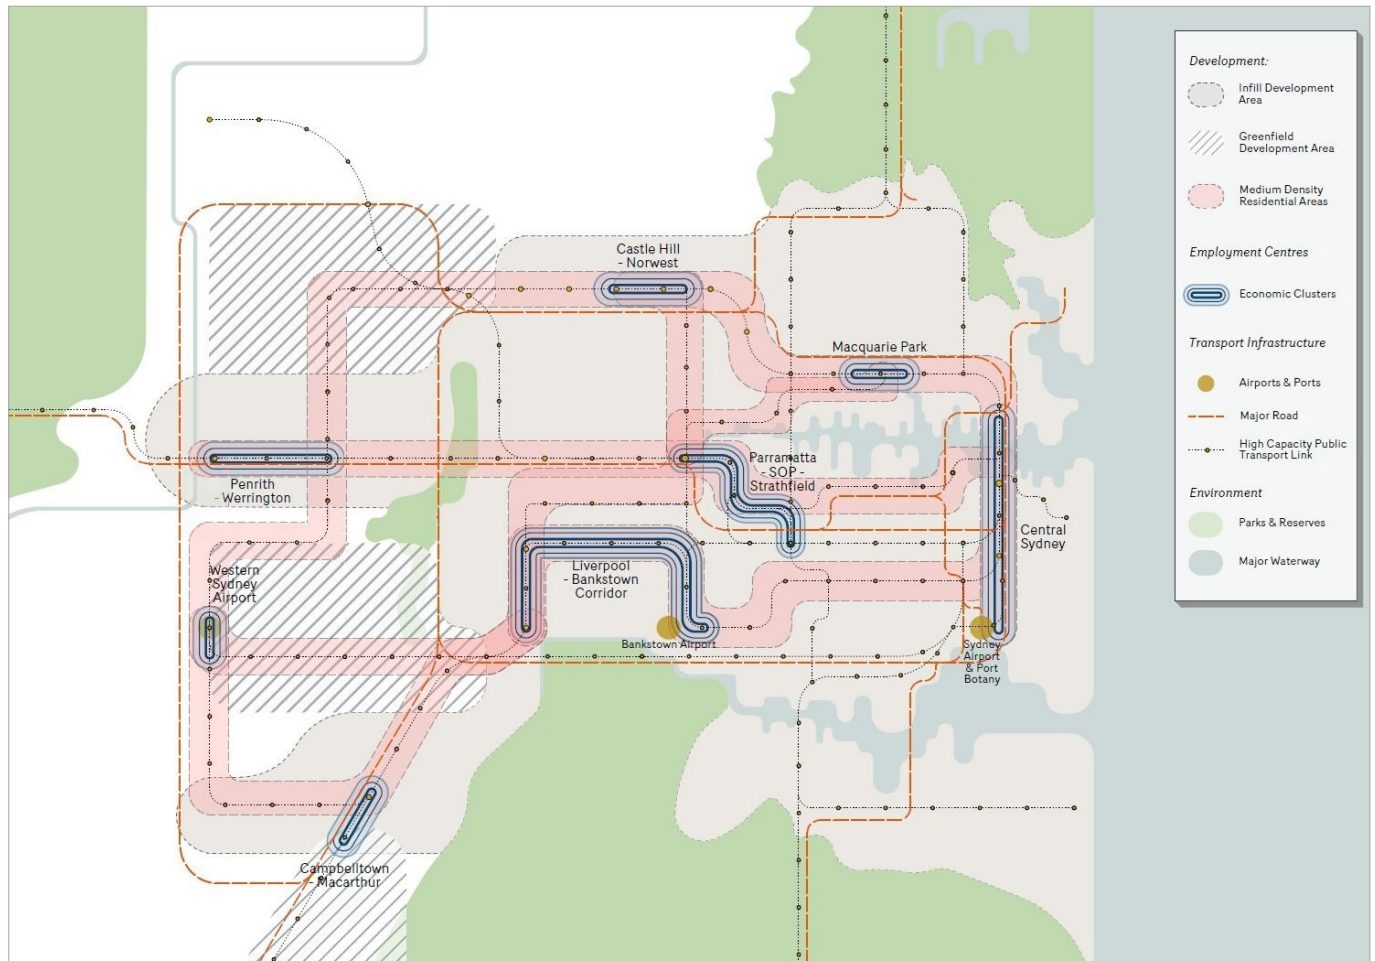 Development:
Infill Development
Area
Greenfield
Development Area
Medium Density
Residential Areas
Employment Centres
Economic Clusters
Transport Infrastructure
Airports & Ports
Major Road
High Capacity Public
Transport Link
Environment
Parks & Reserves
Major Waterway
Castle Hill
- Norwest
Macquarie Park
Penrith
- Werrington
Parramatta
- SOP -
Strathfield
Central
Sydney
Western
Sydney
Airport
Liverpool
- Bankstown
Corridor
Bankstown Airport
Sydney
Airport
& Port
Botany
Campbelltown
- Macarthur